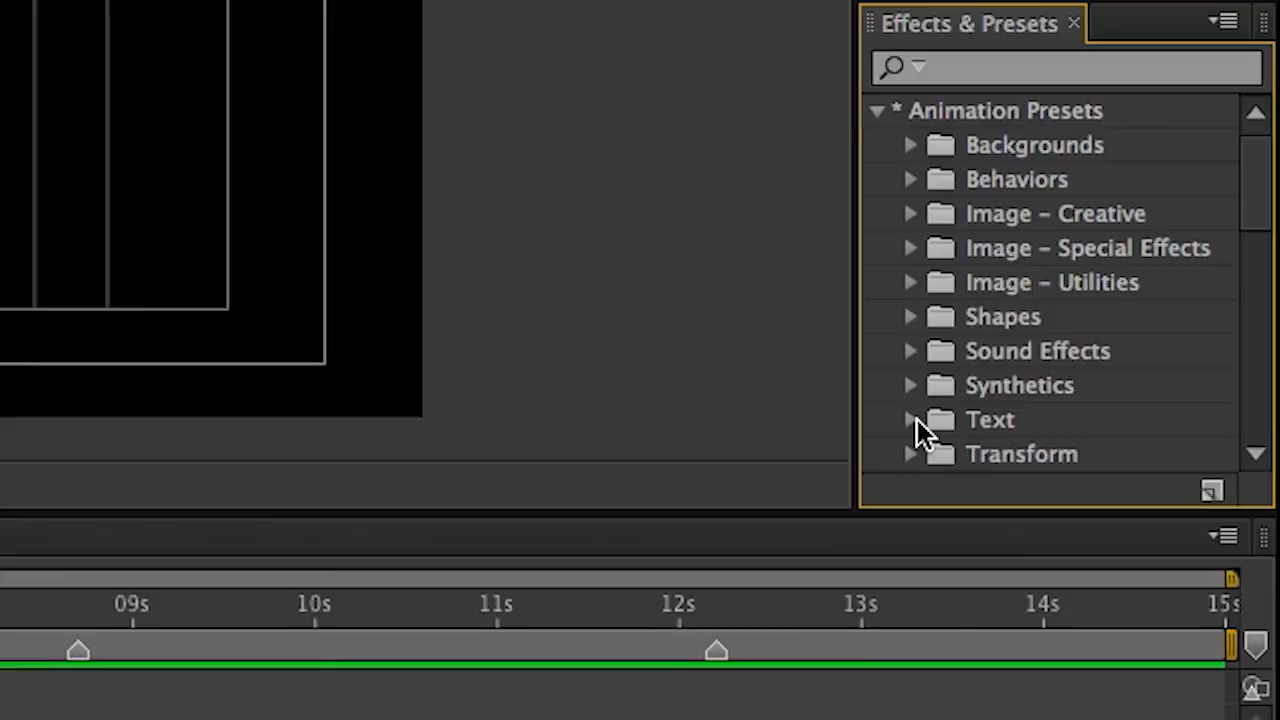 Effects & Presets
* Animation Presets
Backgrounds
Behaviors
Image – Creative
Image – Special Effects
Image – Utilities
Shapes
Sound Effects
Synthetics
Text
Transform
09s 10s 11s 12s 13s 14s 15s